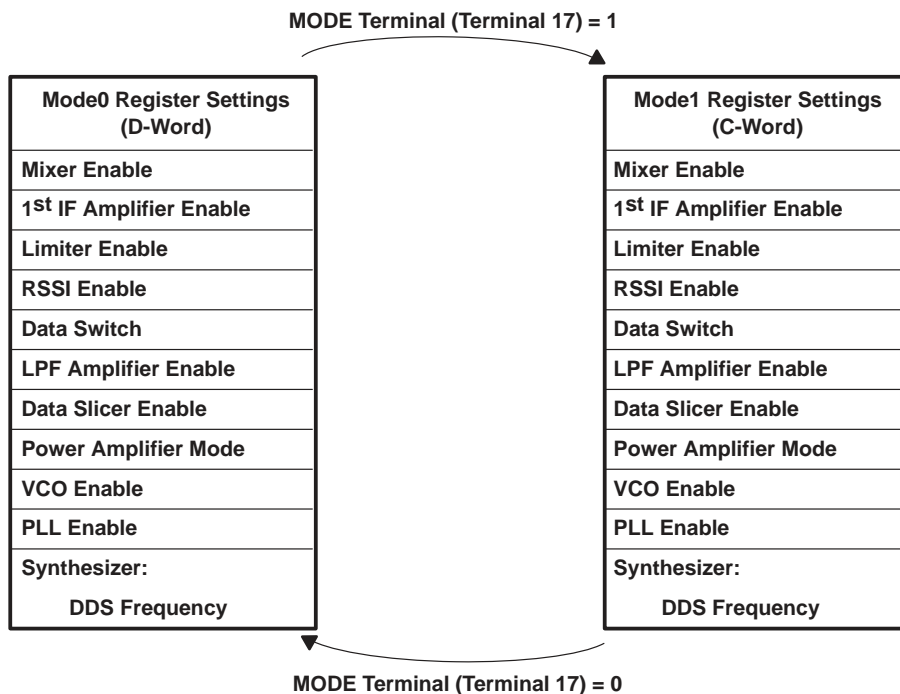 MODE Terminal (Terminal 17) = 1
Mode0 Register Settings
(D-Word)
Mixer Enable
1st IF Amplifier Enable
Limiter Enable
RSSI Enable
Data Switch
LPF Amplifier Enable
Data Slicer Enable
Power Amplifier Mode
VCO Enable
PLL Enable
Synthesizer:
DDS Frequency
Mode1 Register Settings
(C-Word)
Mixer Enable
1st IF Amplifier Enable
Limiter Enable
RSSI Enable
Data Switch
LPF Amplifier Enable
Data Slicer Enable
Power Amplifier Mode
VCO Enable
PLL Enable
Synthesizer:
DDS Frequency
MODE Terminal (Terminal 17) = 0